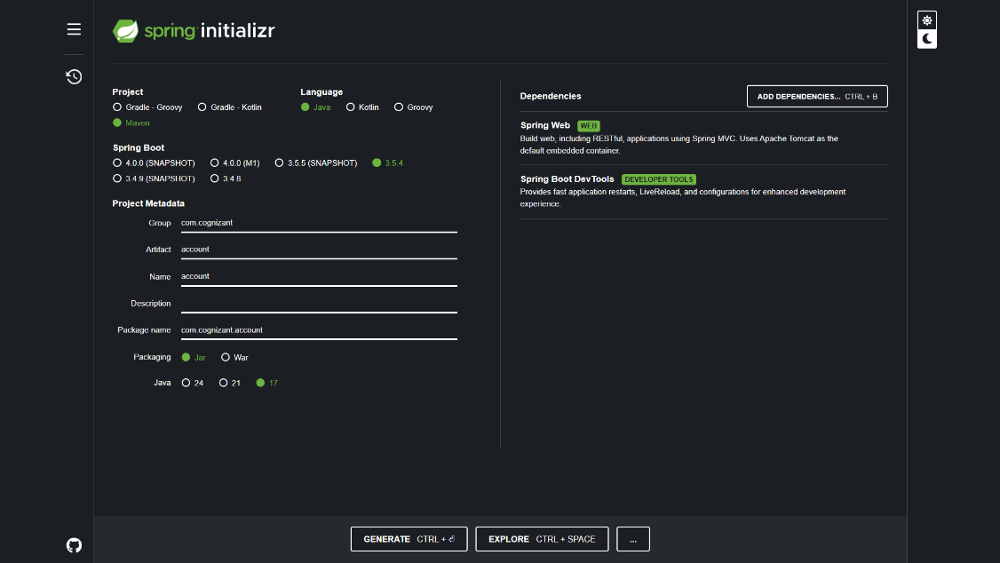 spring initializr
Project
Gradle - Groovy Gradle - Kotlin
Maven
Language
Java Kotlin Groovy
Spring Boot
4.0.0 (SNAPSHOT) 4.0.0 (M1) 3.5.5 (SNAPSHOT) 3.5.4
3.4.9 (SNAPSHOT) 3.4.8
Project Metadata
Group com.cognizant
Artifact account
Name account
Description
Package name com.cognizant.account
Packaging Jar War
Java 24 21 17
Dependencies
ADD DEPENDENCIES... CTRL + B
Spring Web WEB
Build web, including RESTful, applications using Spring MVC. Uses Apache Tomcat as the
default embedded container.
Spring Boot DevTools DEVELOPER TOOLS
Provides fast application restarts, LiveReload, and configurations for enhanced development
experience.
GENERATE CTRL + ⏎
EXPLORE CTRL + SPACE
...